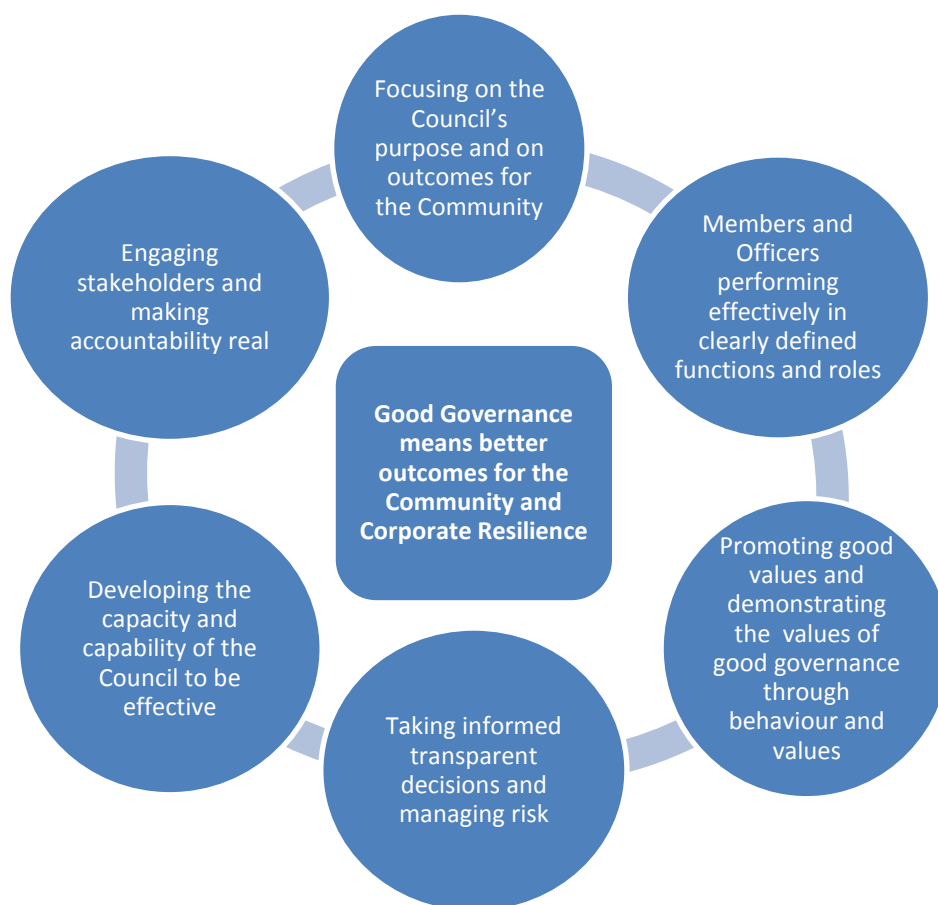 Focusing on the
Council’s
purpose and on
outcomes for
the Community
Members and
Officers
performing
effectively in
clearly defined
functions and roles
Promoting good
values and
demonstrating
the values of
good governance
through
behaviour and
values
Taking informed
transparent
decisions and
managing risk
Developing the
capacity and
capability of the
Council to be
effective
Engaging
stakeholders and
making
accountability real
Good Governance
means better
outcomes for the
Community and
Corporate Resilience